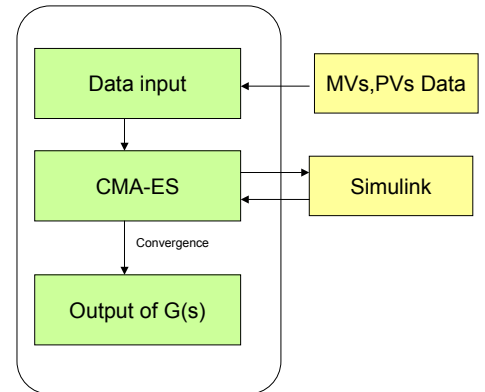 Data input
MVs,PVs Data
CMA-ES
Simulink
Convergence
Output of G(s)